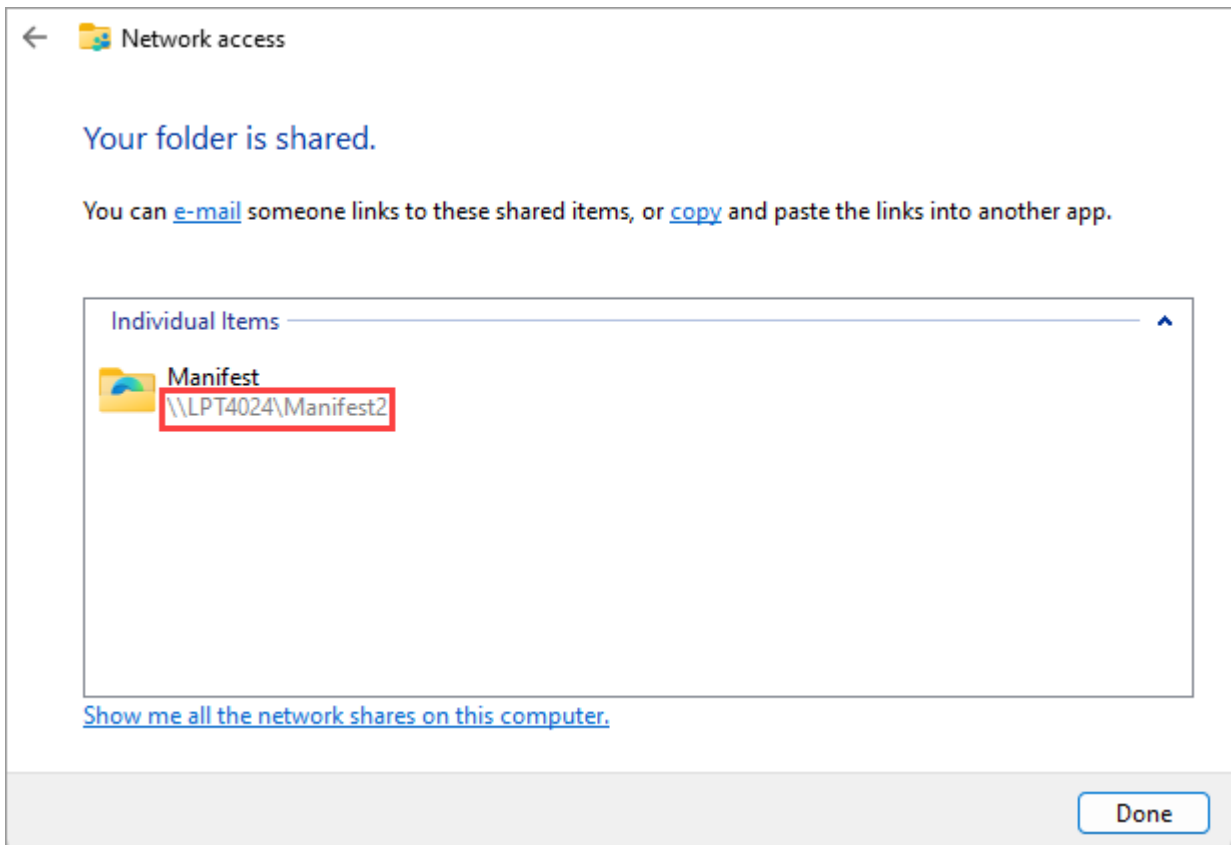 Network access
Your folder is shared.
You can e-mail someone links to these shared items, or copy and paste the links into another app.
Individual Items
Manifest
\\LPT4024\Manifest2
Show me all the network shares on this computer.
Done